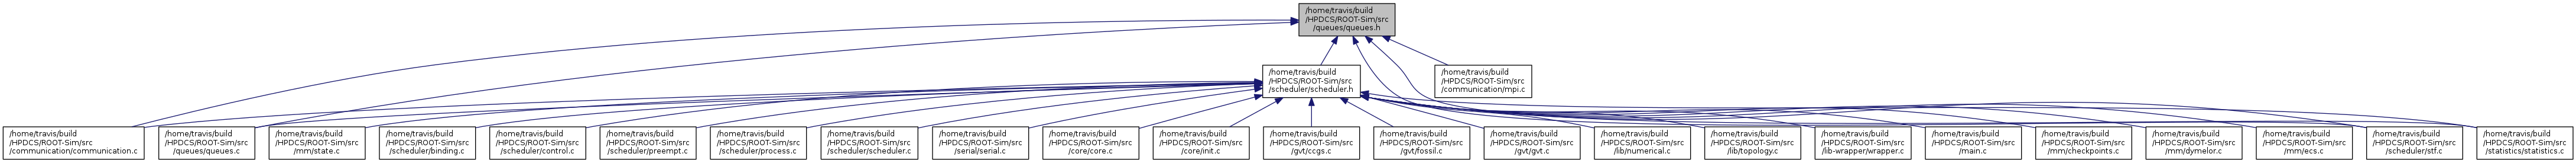 /home/travis/build
/HPDCS/ROOT-Sim/src
/queues/queues.h
/home/travis/build
/HPDCS/ROOT-Sim/src
/scheduler/scheduler.h
/home/travis/build
/HPDCS/ROOT-Sim/src
/communication/mpi.c
/home/travis/build
/HPDCS/ROOT-Sim/src
/communication/communication.c
/home/travis/build
/HPDCS/ROOT-Sim/src
/queues/queues.c
/home/travis/build
/HPDCS/ROOT-Sim/src
/mm/state.c
/home/travis/build
/HPDCS/ROOT-Sim/src
/scheduler/binding.c
/home/travis/build
/HPDCS/ROOT-Sim/src
/scheduler/control.c
/home/travis/build
/HPDCS/ROOT-Sim/src
/scheduler/preempt.c
/home/travis/build
/HPDCS/ROOT-Sim/src
/scheduler/process.c
/home/travis/build
/HPDCS/ROOT-Sim/src
/scheduler/scheduler.c
/home/travis/build
/HPDCS/ROOT-Sim/src
/serial/serial.c
/home/travis/build
/HPDCS/ROOT-Sim/src
/core/core.c
/home/travis/build
/HPDCS/ROOT-Sim/src
/core/init.c
/home/travis/build
/HPDCS/ROOT-Sim/src
/gvt/ccgs.c
/home/travis/build
/HPDCS/ROOT-Sim/src
/gvt/fossil.c
/home/travis/build
/HPDCS/ROOT-Sim/src
/gvt/gvt.c
/home/travis/build
/HPDCS/ROOT-Sim/src
/lib/numerical.c
/home/travis/build
/HPDCS/ROOT-Sim/src
/lib/topology.c
/home/travis/build
/HPDCS/ROOT-Sim/src
/lib-wrapper/wrapper.c
/home/travis/build
/HPDCS/ROOT-Sim/src
/main.c
/home/travis/build
/HPDCS/ROOT-Sim/src
/mm/checkpoints.c
/home/travis/build
/HPDCS/ROOT-Sim/src
/mm/dymelor.c
/home/travis/build
/HPDCS/ROOT-Sim/src
/mm/ecs.c
/home/travis/build
/HPDCS/ROOT-Sim/src
/scheduler/stf.c
/home/travis/build
/HPDCS/ROOT-Sim/src
/statistics/statistics.c